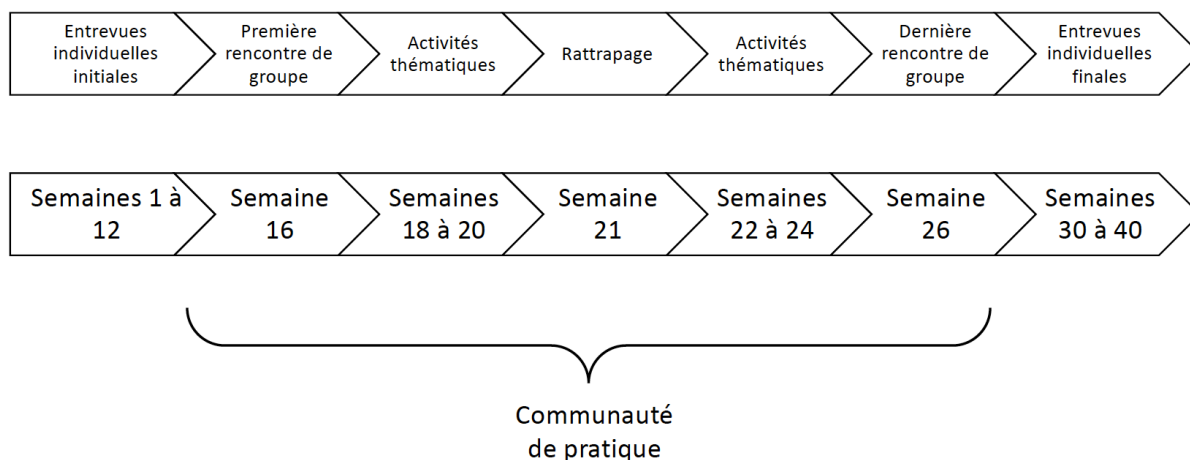 Entrevues
individuelles
initiales
Première
rencontre de
groupe
Activités
thématiques
Rattrapage
Activités
thématiques
Dernière
rencontre de
groupe
Entrevues
individuelles
finales
Semaines 1 à
12
Semaine
16
Semaines
18 à 20
Semaine
21
Semaines
22 à 24
Semaine
26
Semaines
30 à 40
Communauté
de pratique